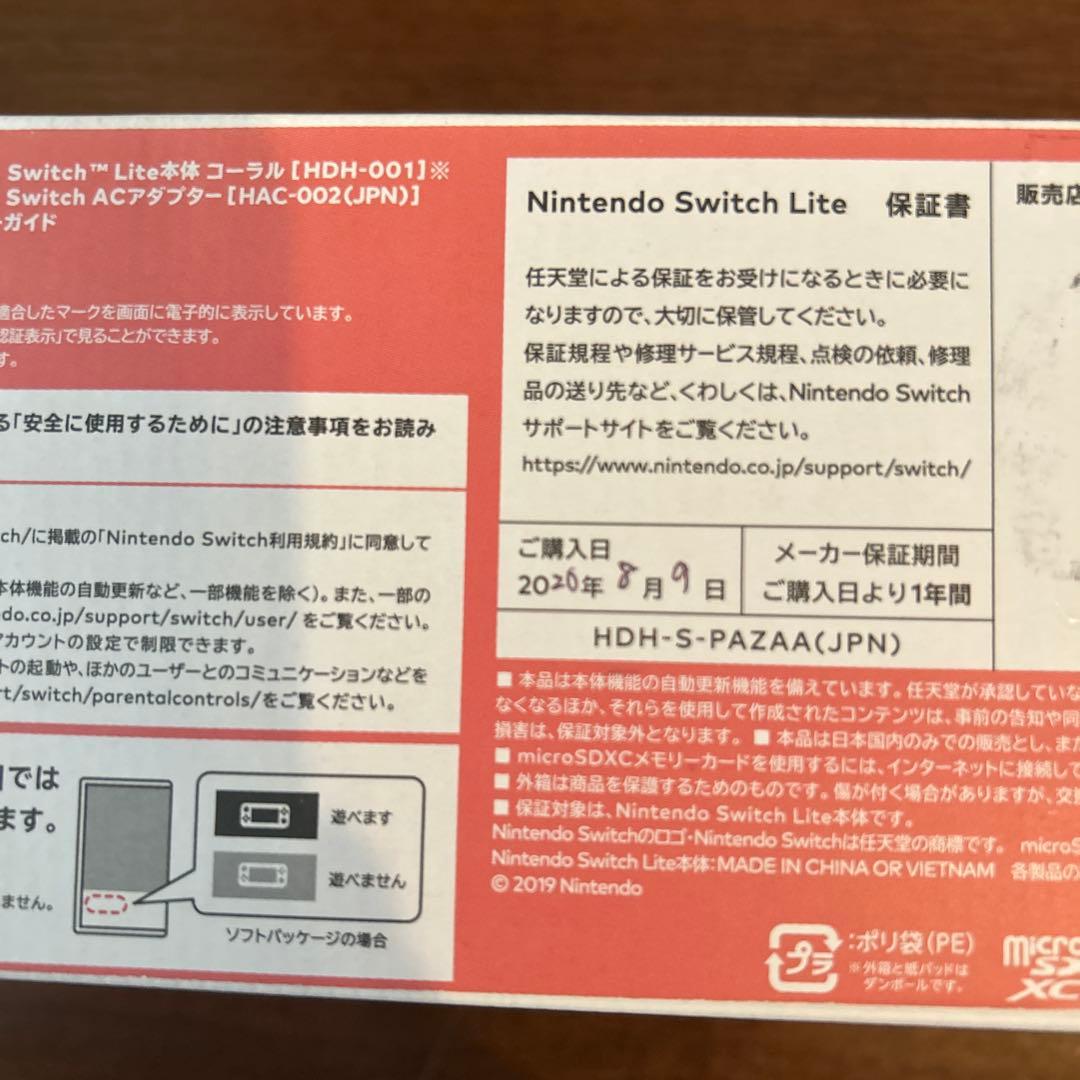 Switch™ Lite本体 コーラル [HDH-001]※
Switch ACアダプター [HAC-002(JPN)]
ーガイド
適合したマークを画面に電子的に表示しています。
認証表示」で見ることができます。
す。
る「安全に使用するために」の注意事項をお読み
ch/に掲載の「Nintendo Switch利用規約」に同意して
本体機能の自動更新など、一部機能を除く)。また、一部の
do.co.jp/support/switch/user/ をご覧ください。
アカウントの設定で制限できます。
トの起動や、ほかのユーザーとのコミュニケーションなどを
rt/switch/parentalcontrols/をご覧ください。
では
ます。
遊べます
遊べません
ません。
ソフトパッケージの場合
Nintendo Switch Lite 保証書
任天堂による保証をお受けになるときに必要に
なりますので、大切に保管してください。
保証規程や修理サービス規程、点検の依頼、修理
品の送り先など、くわしくは、Nintendo Switch
サポートサイトをご覧ください。
https://www.nintendo.co.jp/support/switch/
ご購入日
2020年 8月 9日
メーカー保証期間
ご購入日より1年間
HDH-S-PAZAA(JPN)
販売店
■ 本品は本体機能の自動更新機能を備えています。任天堂が承認していな
なくなるほか、それらを使用して作成されたコンテンツは、事前の告知や同
損害は、保証対象外となります。 ■ 本品は日本国内のみでの販売とし、また
■ microSDXCメモリーカードを使用するには、インターネットに接続して
■ 外箱は商品を保護するためのものです。傷が付く場合がありますが、交
■ 保証対象は、Nintendo Switch Lite本体です。
Nintendo Switchのロゴ・Nintendo Switchは任天堂の商標です。 microS
Nintendo Switch Lite本体:MADE IN CHINA OR VIETNAM 各製品の
© 2019 Nintendo
プラ :ポリ袋(PE)
※外箱と紙パッドは
ダンボールです。
micro
SD
XC